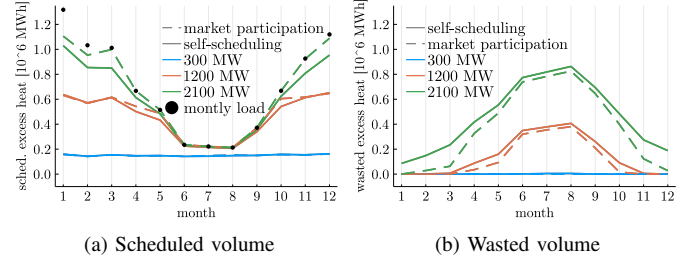 sched. excess heat [10^6 MWh]
1.2
1.0
0.8
0.6
0.4
0.2
0.0
market participation
self-scheduling
300 MW
1200 MW
2100 MW
montly load
1 2 3 4 5 6 7 8 9 10 11 12
month
(a) Scheduled volume
wasted excess heat [10^6 MWh]
1.2
1.0
0.8
0.6
0.4
0.2
0.0
self-scheduling
market participation
300 MW
1200 MW
2100 MW
1 2 3 4 5 6 7 8 9 10 11 12
month
(b) Wasted volume